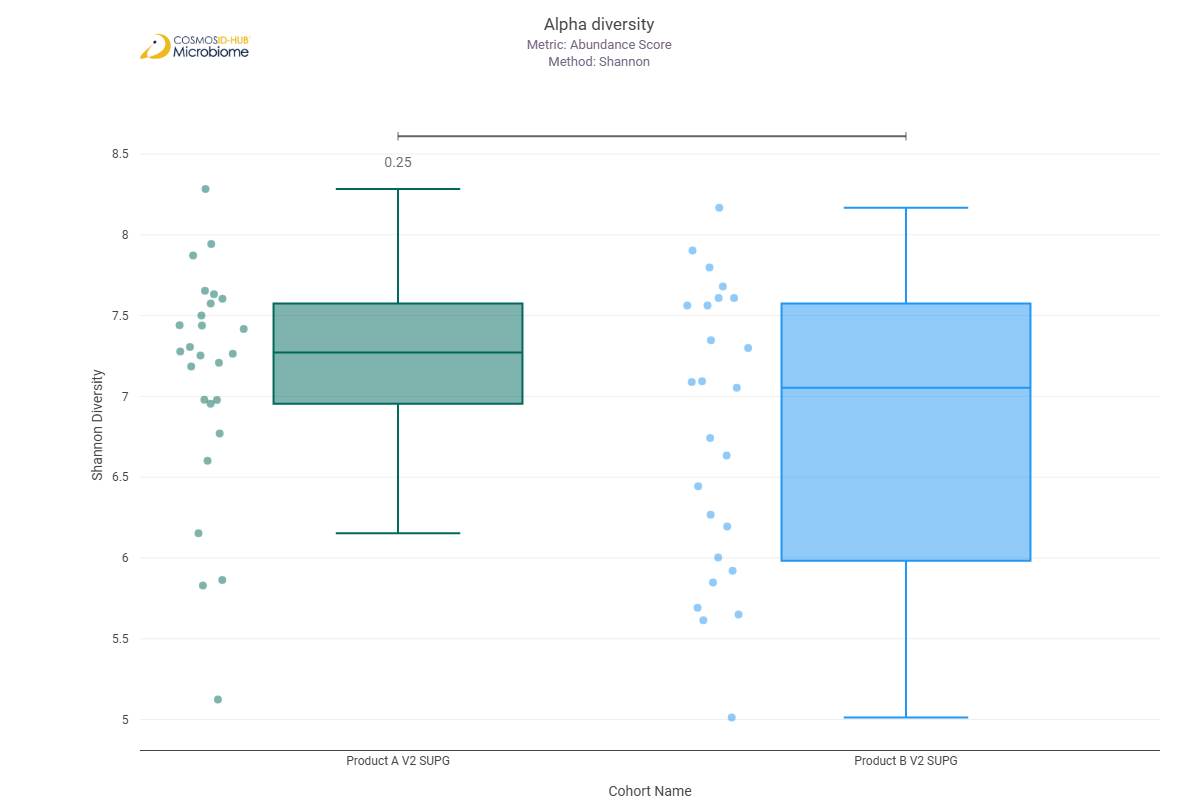 Alpha diversity
COSMOSID-HUB
Microbiome
Metric: Abundance Score
Method: Shannon
8.5
0.25
8
7.5
7
Shannon Diversity
6.5
6
5.5
5
Product A V2 SUPG
Product B V2 SUPG
Cohort Name